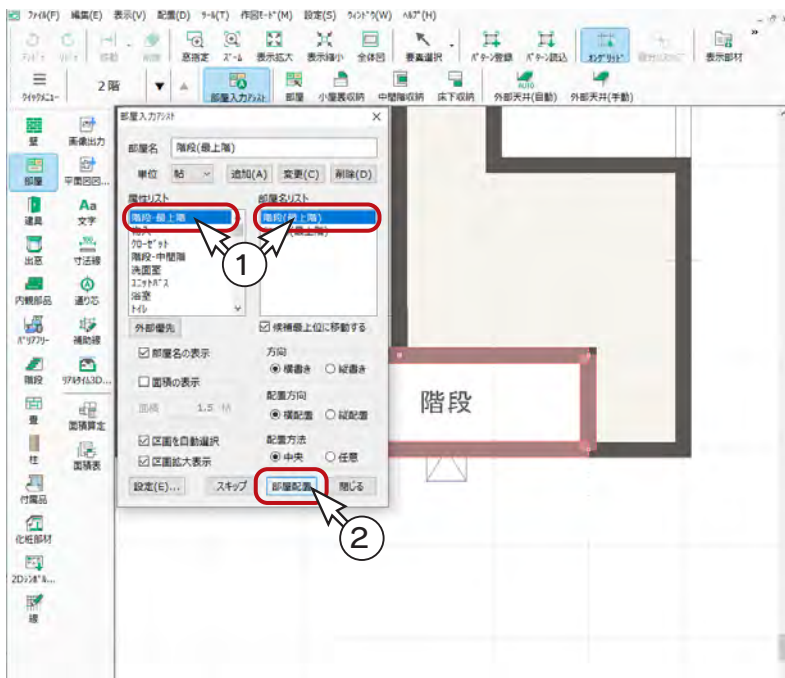 ﾌｧｲﾙ(F) 編集(E) 表示(V) 配置(D) ﾂｰﾙ(T) 作図ﾓｰﾄﾞ(M) 設定(S) ｳｨﾝﾄﾞｳ(W) ﾍﾙﾌﾟ(H)
移動 削除 窓指定 ｽﾞｰﾑ 表示拡大 表示縮小 全体図 要素選択 ﾊﾟﾀｰﾝ登録 ﾊﾟﾀｰﾝ読込 ｵﾝｸﾞﾘｯﾄﾞ 表示部材
ｸｲｯｸﾒﾆｭｰ 2階 部屋入力ｱｼｽﾄ 部屋 小屋裏収納 中間階収納 床下収納 外部天井(自動) 外部天井(手動)
AUTO
壁 画像出力
部屋 平面図図...
建具 文字
Aa
出窓 寸法線
内観部品 通り芯
補助線
階段 ﾘｱﾙﾀｲﾑ3D...
畳 面積算定
柱 面積表
付属品
化粧部材
2Dｼﾝﾎﾞﾙ...
線
部屋入力ｱｼｽﾄ
部屋名 階段(最上階)
単位 帖 追加(A) 変更(C) 削除(D)
属性リスト 部屋名リスト
階段-最上階 階段(最上階)
ｸﾛｰｾﾞｯﾄ
階段-中間階
洗面室
ﾕﾆｯﾄﾊﾞｽ
浴室
ﾄｲﾚ
①
外部優先 候補最上位に移動する
部屋名の表示 方向
横書き 縦書き
面積の表示
配置方向
面積 1.5 帖 横配置 縦配置
区画を自動選択 配置方法
区画拡大表示 中央 任意
設定(E)... スキップ 部屋配置 閉じる
②
階段